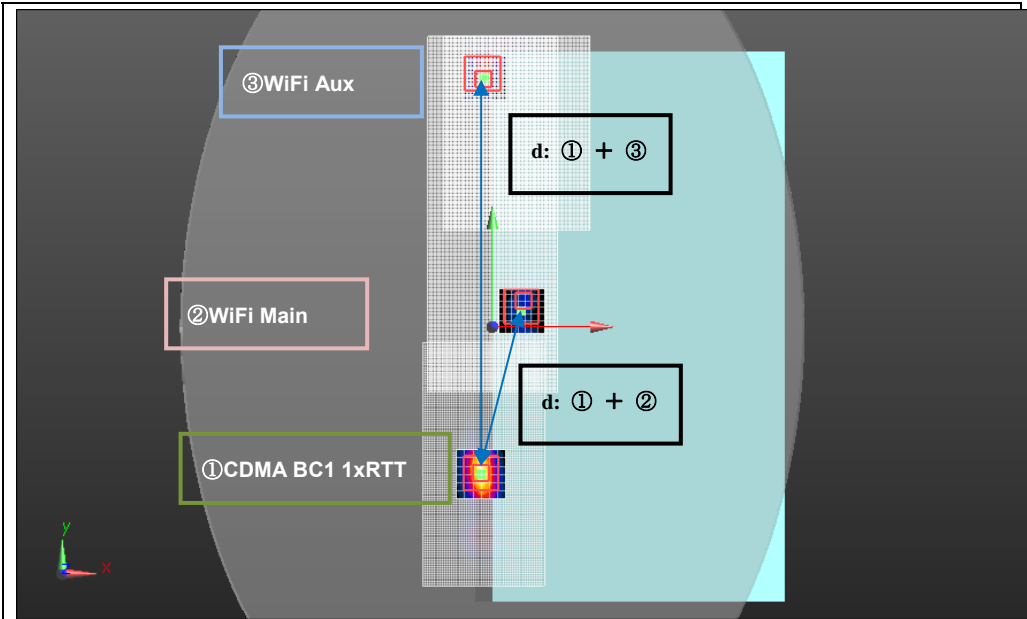 ③WiFi Aux
d: ① + ③
②WiFi Main
d: ① + ②
①CDMA BC1 1xRTT
y
x